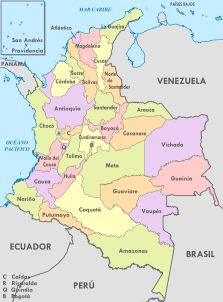 MAR CARIBE
PAÍSES BAJOS
San Andrés
y
Providencia
Atlántico
La Guajira
Magdalena
PANAMÁ
Cesar
Sucre
Córdoba
Bolívar
Norte de
Santander
VENEZUELA
Antioquia
Santander
Arauca
Chocó
Boyacá
Casanare
OCÉANO
PACÍFICO
R
C
Cundinamarca
B
Vichada
Q
Tolima
Valle del
Cauca
Meta
Cauca
Huila
Guainía
Nariño
Guaviare
Putumayo
Caquetá
Vaupés
ECUADOR
Amazonas
BRASIL
PERÚ
C Caldas
R Risaralda
Q Quindío
B Bogotá